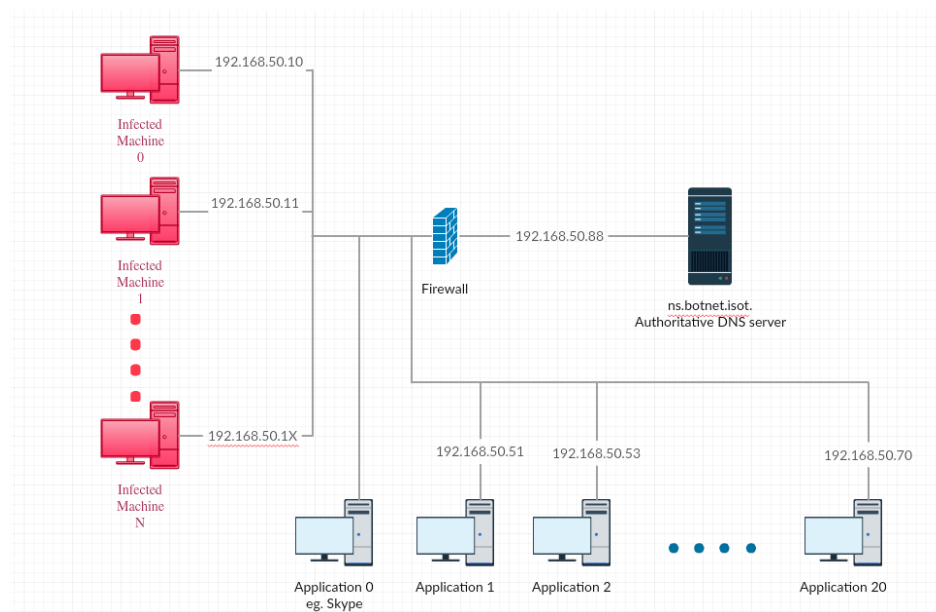 192.168.50.10
Infected
Machine
0
192.168.50.11
Infected
Machine
1
192.168.50.88
Firewall
ns.botnet.isot.
Authoritative DNS server
192.168.50.1X
Infected
Machine
N
192.168.50.51
192.168.50.53
192.168.50.70
Application 0
eg. Skype
Application 1
Application 2
Application 20